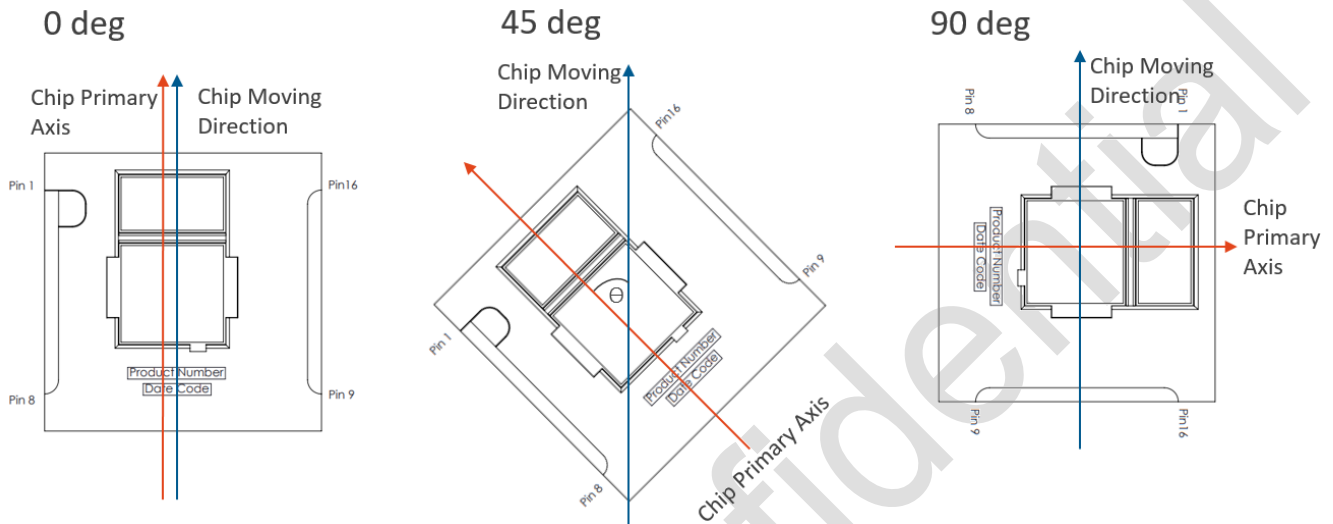 0 deg
45 deg
90 deg
Chip Primary
Axis
Chip Moving
Direction
Pin 1
Pin16
Product Number
Date Code
Pin 8
Pin 9
Chip Moving
Direction
Pin16
Pin 9
Θ
Pin 1
Product Number
Date Code
Pin 8
Chip Primary Axis
Chip Moving
Direction
Pin 8
Pin 1
Product Number
Date Code
Chip
Primary
Axis
Pin 9
Pin16
fidential